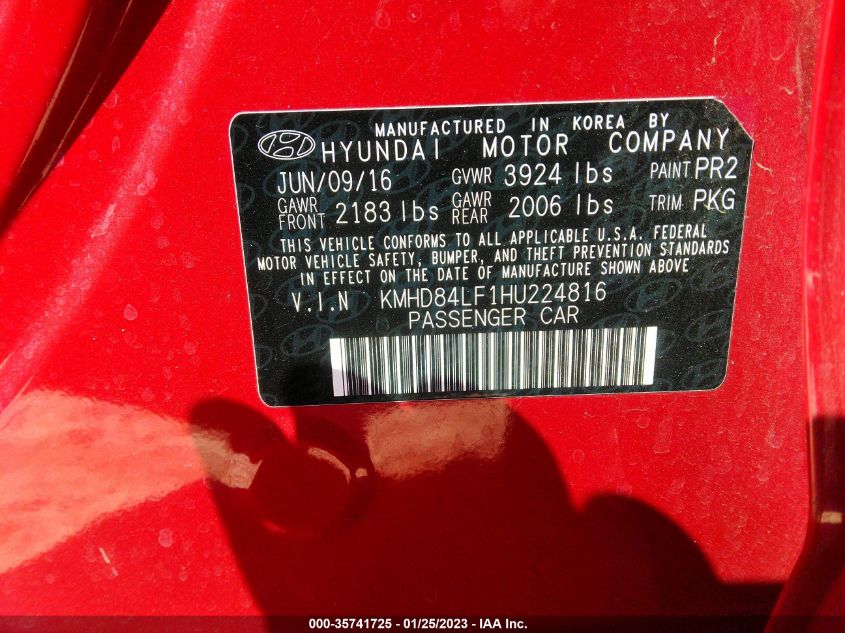 MANUFACTURED IN KOREA BY
HYUNDAI MOTOR COMPANY
JUN/09/16 GVWR 3924 lbs PAINT PR2
GAWR FRONT 2183 lbs GAWR REAR 2006 lbs TRIM PKG
THIS VEHICLE CONFORMS TO ALL APPLICABLE U.S.A. FEDERAL
MOTOR VEHICLE SAFETY, BUMPER, AND THEFT PREVENTION STANDARDS
IN EFFECT ON THE DATE OF MANUFACTURE SHOWN ABOVE
V.I.N KMHD84LF1HU224816
PASSENGER CAR
000-35741725 - 01/25/2023 - IAA Inc.